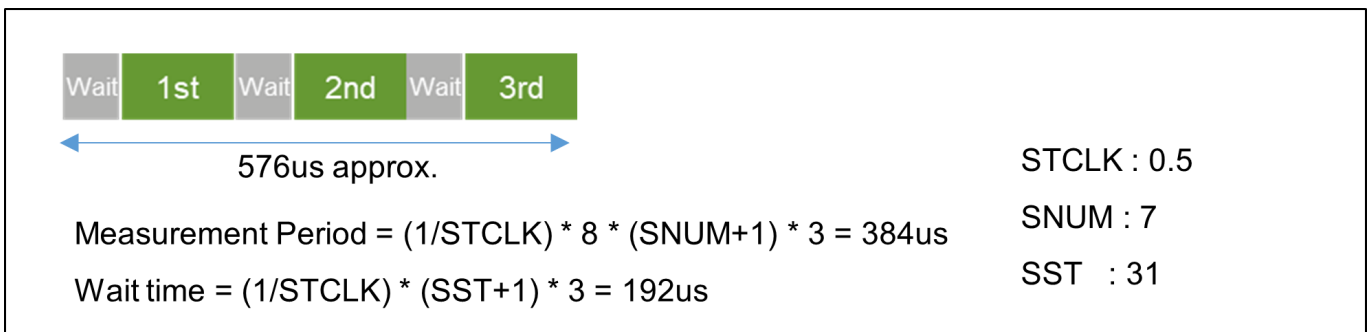 Wait 1st Wait 2nd Wait 3rd
576us approx.
Measurement Period = (1/STCLK) * 8 * (SNUM+1) * 3 = 384us
Wait time = (1/STCLK) * (SST+1) * 3 = 192us
STCLK : 0.5
SNUM : 7
SST : 31